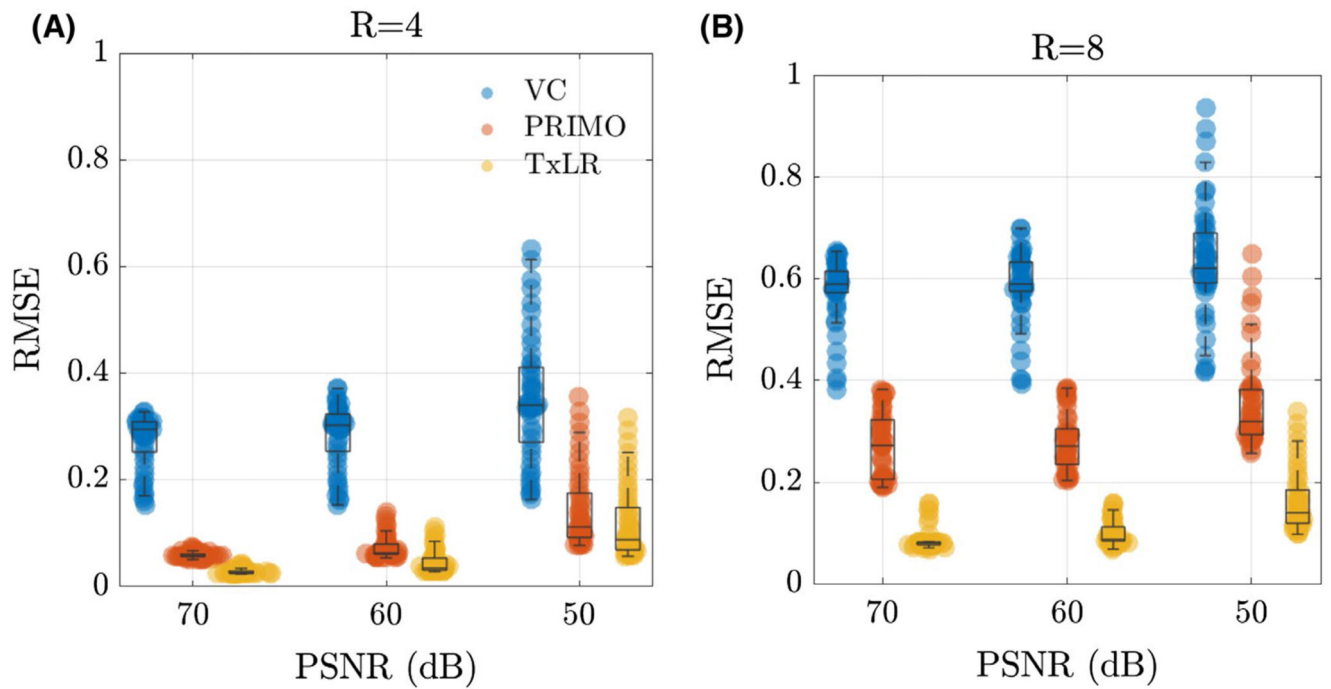 (A)
R=4
1
0.8
0.6
0.4
0.2
0
RMSE
VC
PRIMO
TxLR
70 60 50
PSNR (dB)
(B)
R=8
1
0.8
0.6
0.4
0.2
0
RMSE
70 60 50
PSNR (dB)